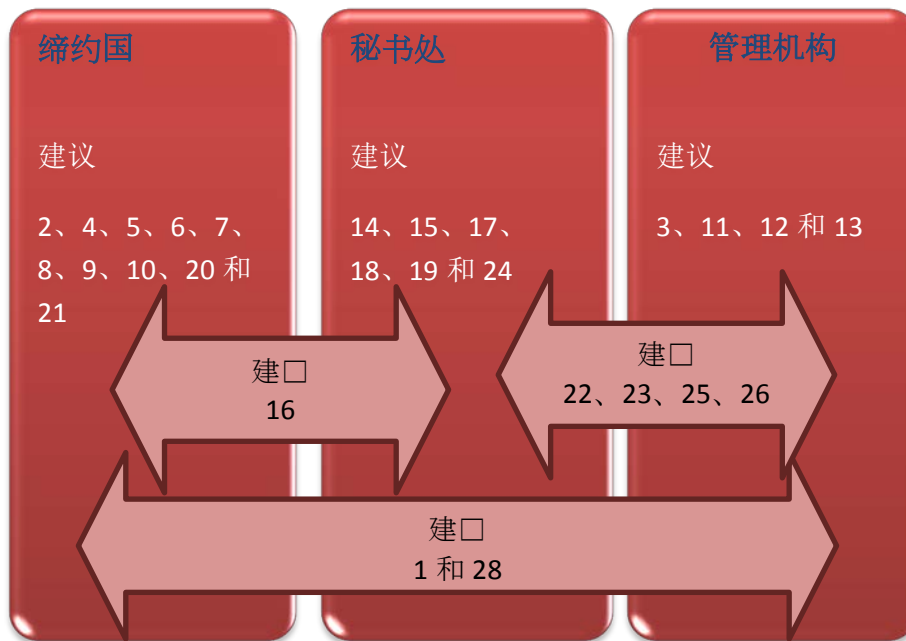 缔约国
建议
2、4、5、6、7、
8、9、10、20 和
21
秘书处
建议
14、15、17、
18、19 和 24
管理机构
建议
3、11、12 和 13
建□
16
建□
22、23、25、26
建□
1 和 28